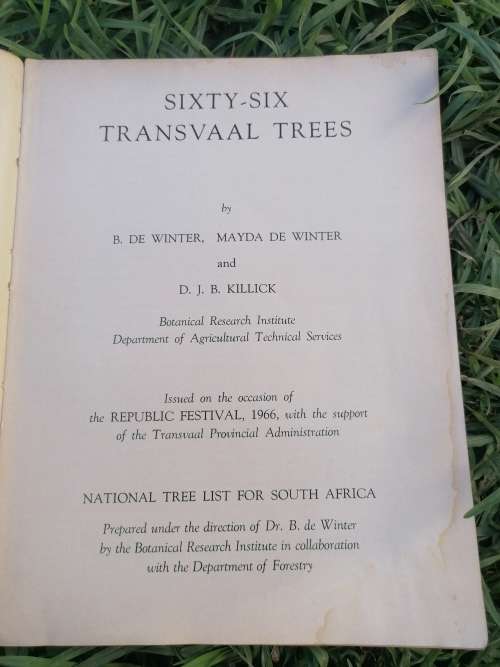 SIXTY-SIX
TRANSVAAL TREES
by
B. DE WINTER, MAYDA DE WINTER
and
D. J. B. KILLICK
Botanical Research Institute
Department of Agricultural Technical Services
Issued on the occasion of
the REPUBLIC FESTIVAL, 1966, with the support
of the Transvaal Provincial Administration
NATIONAL TREE LIST FOR SOUTH AFRICA
Prepared under the direction of Dr. B. de Winter
by the Botanical Research Institute in collaboration
with the Department of Forestry